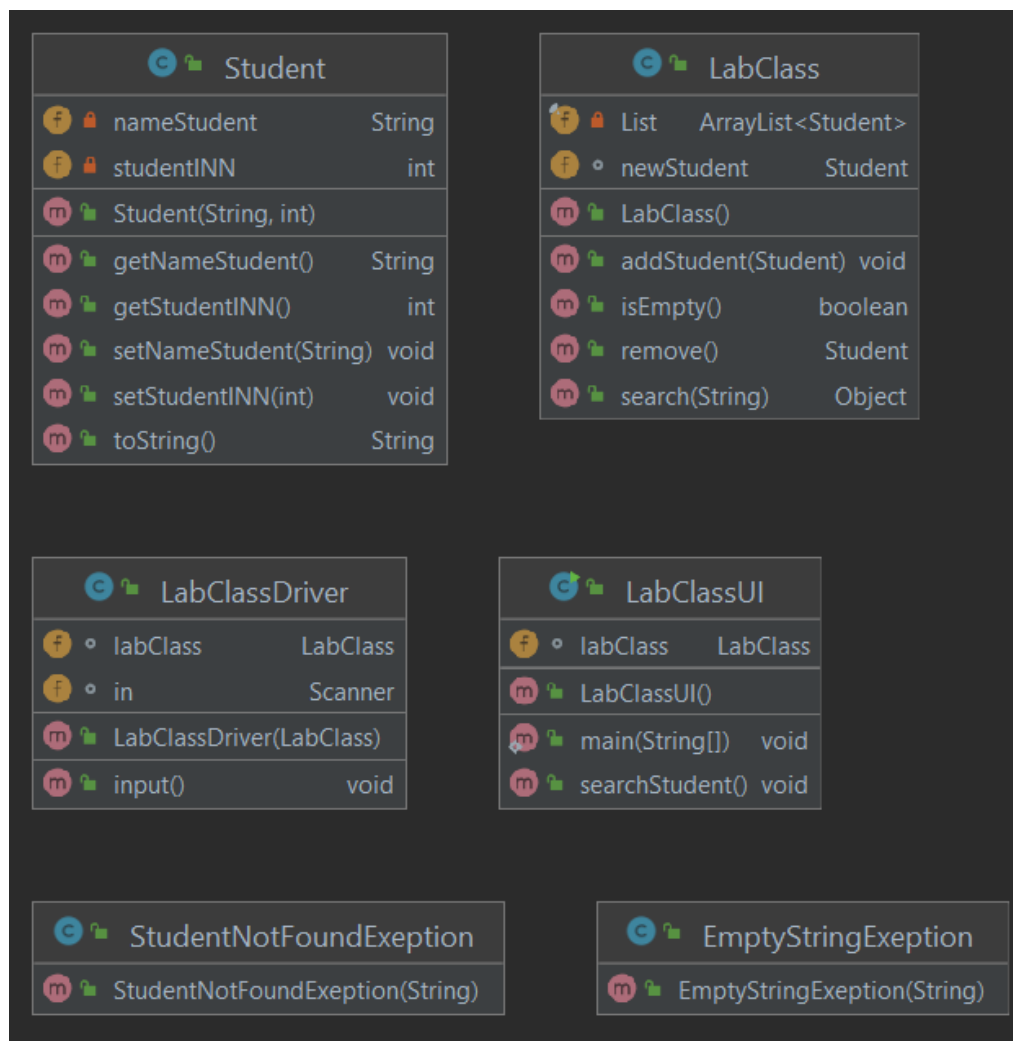 Student
nameStudent String
studentINN int
Student(String, int)
getNameStudent() String
getStudentINN() int
setNameStudent(String) void
setStudentINN(int) void
toString() String
LabClass
List ArrayList<Student>
newStudent Student
LabClass()
addStudent(Student) void
isEmpty() boolean
remove() Student
search(String) Object
LabClassDriver
labClass LabClass
in Scanner
LabClassDriver(LabClass)
input() void
LabClassUI
labClass LabClass
LabClassUI()
main(String[]) void
searchStudent() void
StudentNotFoundExeption
StudentNotFoundExeption(String)
EmptyStringExeption
EmptyStringExeption(String)